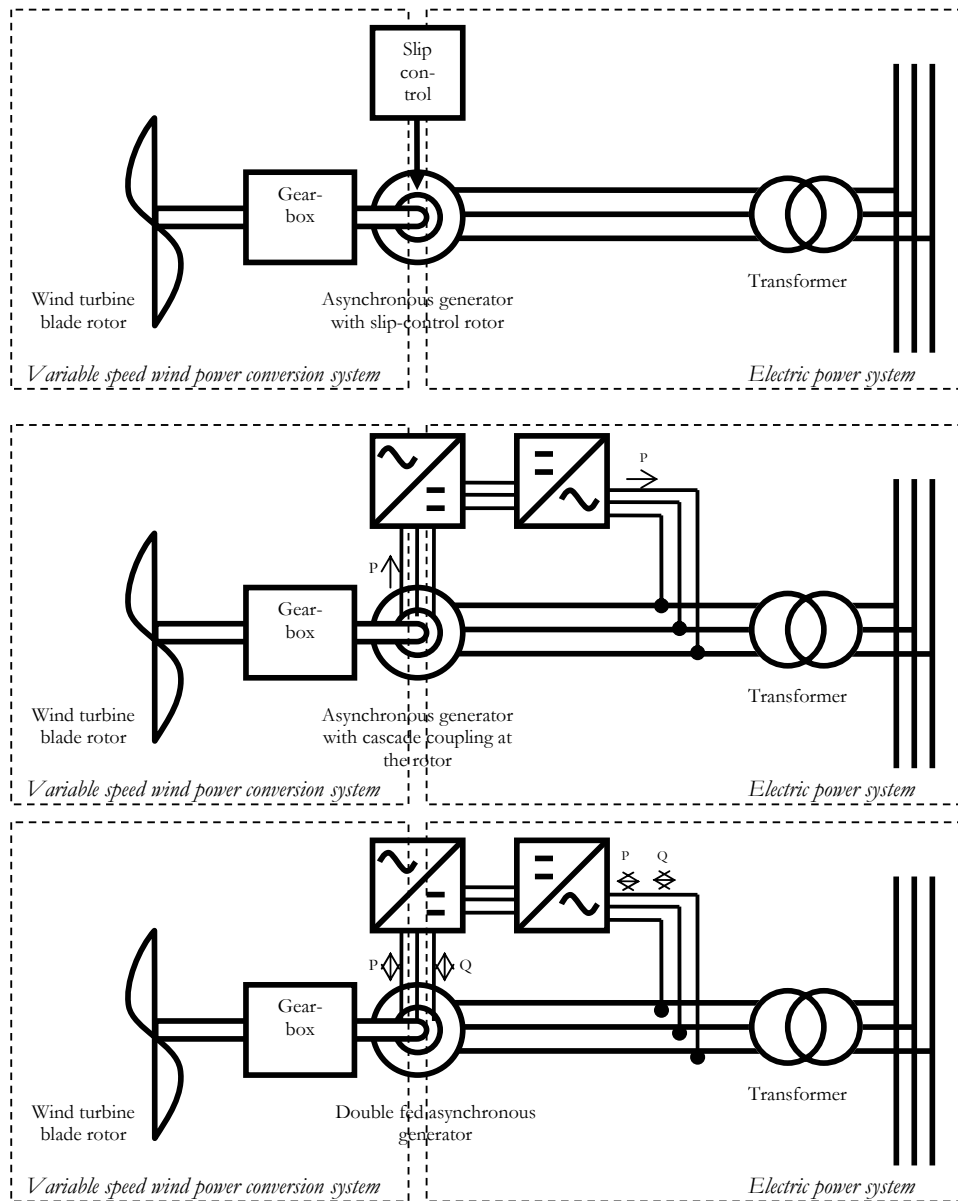 Slip
con-
trol
Gear-
box
Wind turbine
blade rotor
Asynchronous generator
with slip-control rotor
Transformer
Variable speed wind power conversion system
Electric power system
P
P
Gear-
box
Wind turbine
blade rotor
Asynchronous generator
with cascade coupling at
the rotor
Transformer
Variable speed wind power conversion system
Electric power system
P Q
P Q
Gear-
box
Wind turbine
blade rotor
Double fed asynchronous
generator
Transformer
Variable speed wind power conversion system
Electric power system